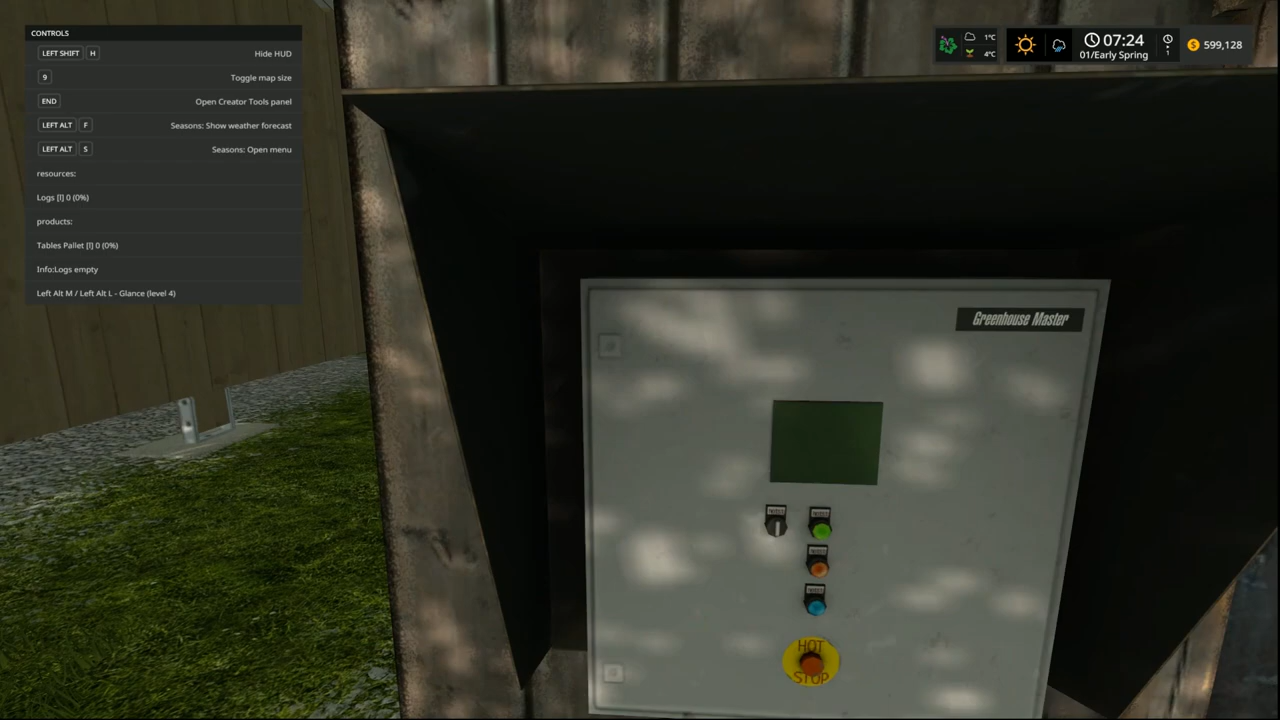 CONTROLS
LEFT SHIFT H Hide HUD
9 Toggle map size
END Open Creator Tools panel
LEFT ALT F Seasons: Show weather forecast
LEFT ALT S Seasons: Open menu
resources:
Logs [l] 0 (0%)
products:
Tables Pallet [l] 0 (0%)
Info:Logs empty
Left Alt M / Left Alt L - Glance (level 4)
1°C
4°C
07:24
01/Early Spring
1
599,128
Greenhouse Master
HOT
STOP